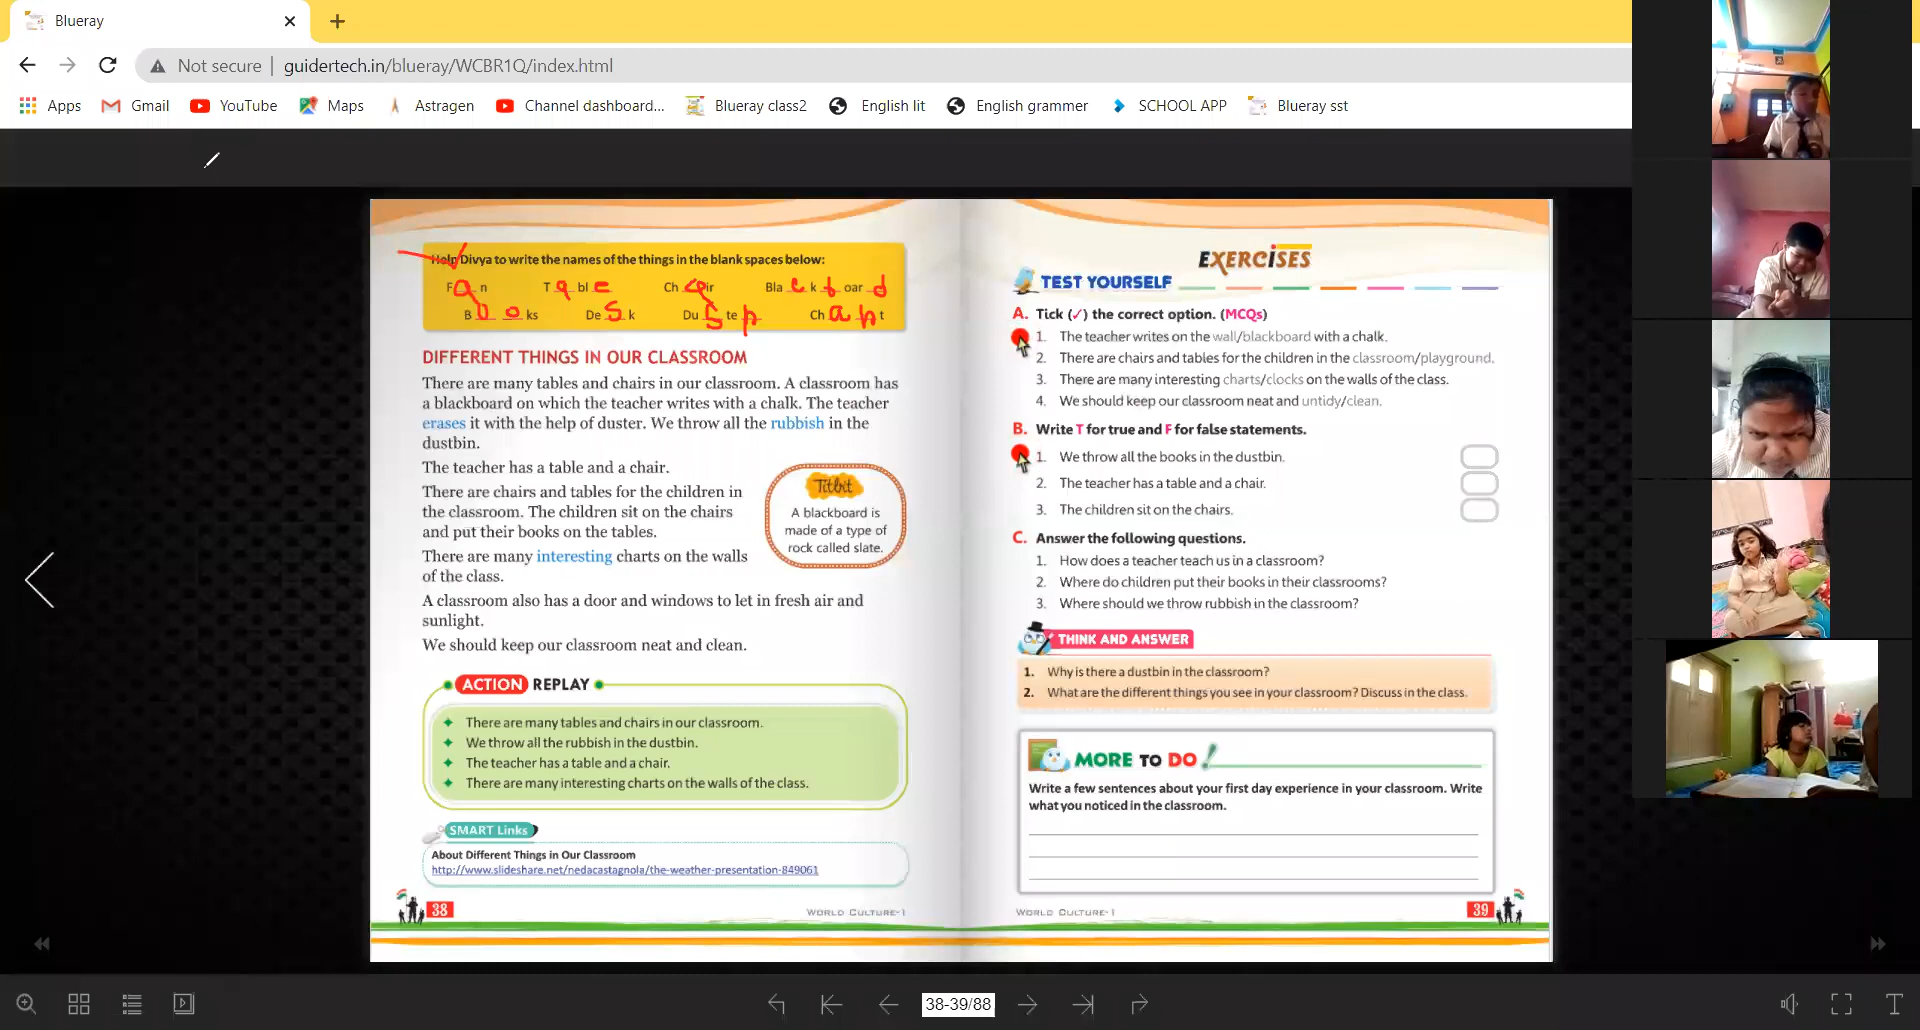 Blueray
Not secure | guidertech.in/blueray/WCBR1Q/index.html
Apps Gmail YouTube Maps Astragen Channel dashboard... Blueray class2 English lit English grammer SCHOOL APP Blueray sst
Help Divya to write the names of the things in the blank spaces below:
F a n T a bl e Ch a ir Bla c k b oar d
B o o ks De s k Du s te r Ch a r t
DIFFERENT THINGS IN OUR CLASSROOM
There are many tables and chairs in our classroom. A classroom has
a blackboard on which the teacher writes with a chalk. The teacher
erases it with the help of duster. We throw all the rubbish in the
dustbin.
The teacher has a table and a chair.
There are chairs and tables for the children in
the classroom. The children sit on the chairs
and put their books on the tables.
There are many interesting charts on the walls
of the class.
A classroom also has a door and windows to let in fresh air and
sunlight.
We should keep our classroom neat and clean.
Titbit
A blackboard is
made of a type of
rock called slate.
ACTION REPLAY
There are many tables and chairs in our classroom.
We throw all the rubbish in the dustbin.
The teacher has a table and a chair.
There are many interesting charts on the walls of the class.
SMART Links
About Different Things in Our Classroom
http://www.slideshare.net/nedacastagnola/the-weather-presentation-849061
38
WORLD CULTURE-1
EXERCISES
TEST YOURSELF
A. Tick (✓) the correct option. (MCQs)
1. The teacher writes on the wall/blackboard with a chalk.
2. There are chairs and tables for the children in the classroom/playground.
3. There are many interesting charts/clocks on the walls of the class.
4. We should keep our classroom neat and untidy/clean.
B. Write T for true and F for false statements.
1. We throw all the books in the dustbin.
2. The teacher has a table and a chair.
3. The children sit on the chairs.
C. Answer the following questions.
1. How does a teacher teach us in a classroom?
2. Where do children put their books in their classrooms?
3. Where should we throw rubbish in the classroom?
THINK AND ANSWER
1. Why is there a dustbin in the classroom?
2. What are the different things you see in your classroom? Discuss in the class.
MORE TO DO !
Write a few sentences about your first day experience in your classroom. Write
what you noticed in the classroom.
WORLD CULTURE-1
39
38-39/88